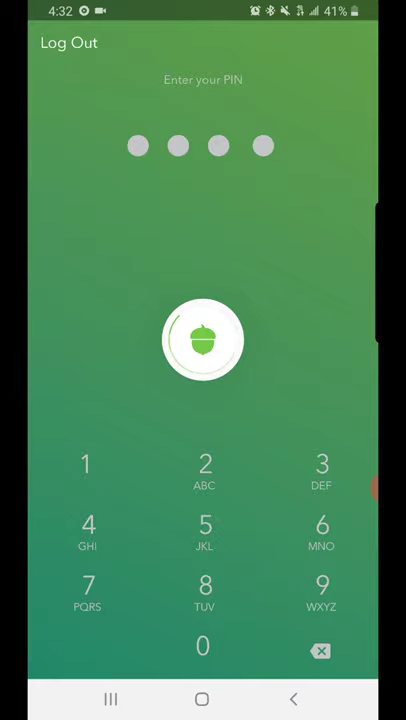 4:32 41%
Log Out
Enter your PIN
1 2 3
ABC DEF
4 5 6
GHI JKL MNO
7 8 9
PQRS TUV WXYZ
0